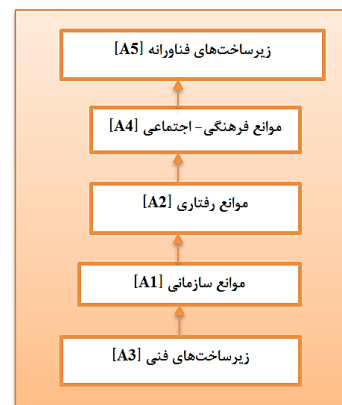 زیرساخت‌های فناورانه [A5]
موانع فرهنگی- اجتماعی [A4]
موانع رفتاری [A2]
موانع سازمانی [A1]
زیرساخت‌های فنی [A3]